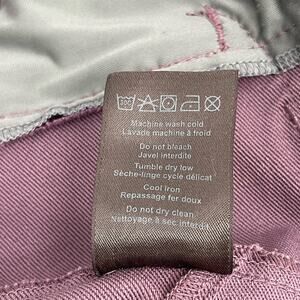 Machine wash cold
Lavade machine à froid
Do not bleach
Javel interdite
Tumble dry low
Sèche-linge cycle délicat
Cool Iron
Repassage fer doux
Do not dry clean
Nettoyage à sec interdit